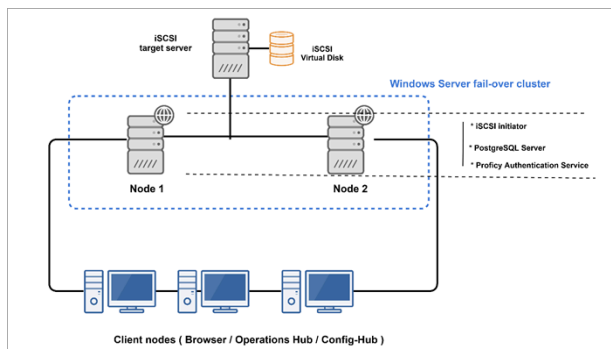 iSCSI
target server
iSCSI
Virtual Disk
Windows Server fail-over cluster
Node 1
Node 2
* iSCSI initiator
* PostgreSQL Server
* Proficy Authentication Service
Client nodes ( Browser / Operations Hub / Config-Hub )